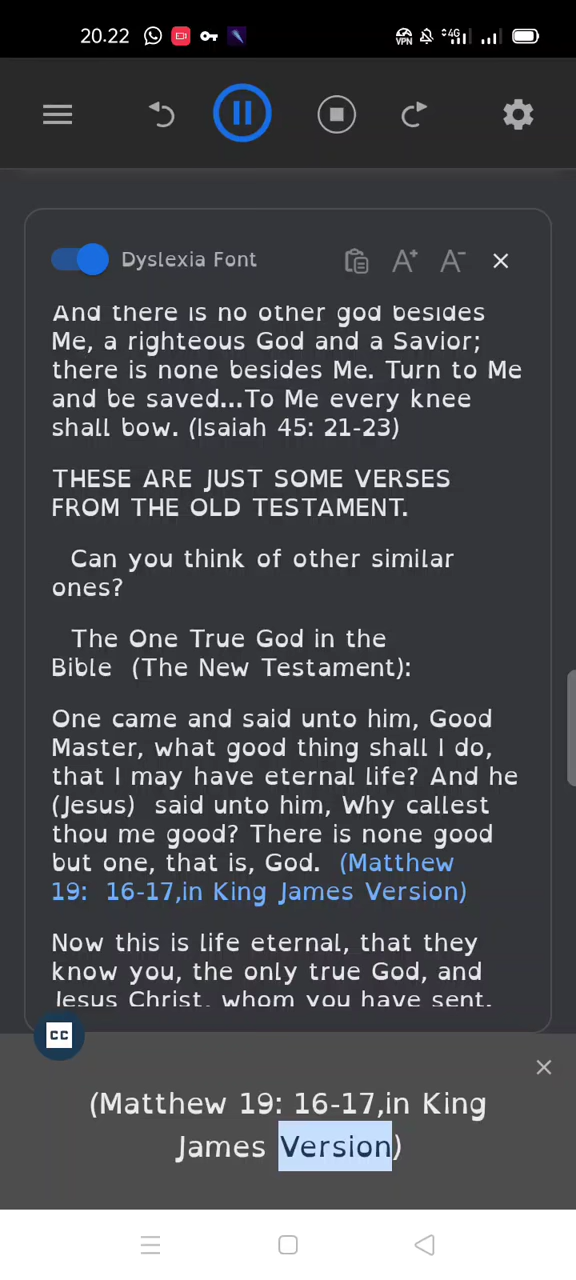 20.22
VPN
4G
Dyslexia Font
A+ A-
And there is no other god besides
Me, a righteous God and a Savior;
there is none besides Me. Turn to Me
and be saved...To Me every knee
shall bow. (Isaiah 45: 21-23)
THESE ARE JUST SOME VERSES
FROM THE OLD TESTAMENT.
Can you think of other similar
ones?
The One True God in the
Bible (The New Testament):
One came and said unto him, Good
Master, what good thing shall I do,
that I may have eternal life? And he
(Jesus) said unto him, Why callest
thou me good? There is none good
but one, that is, God. (Matthew
19: 16-17,in King James Version)
Now this is life eternal, that they
know you, the only true God, and
Jesus Christ, whom you have sent.
CC
(Matthew 19: 16-17,in King
James Version)